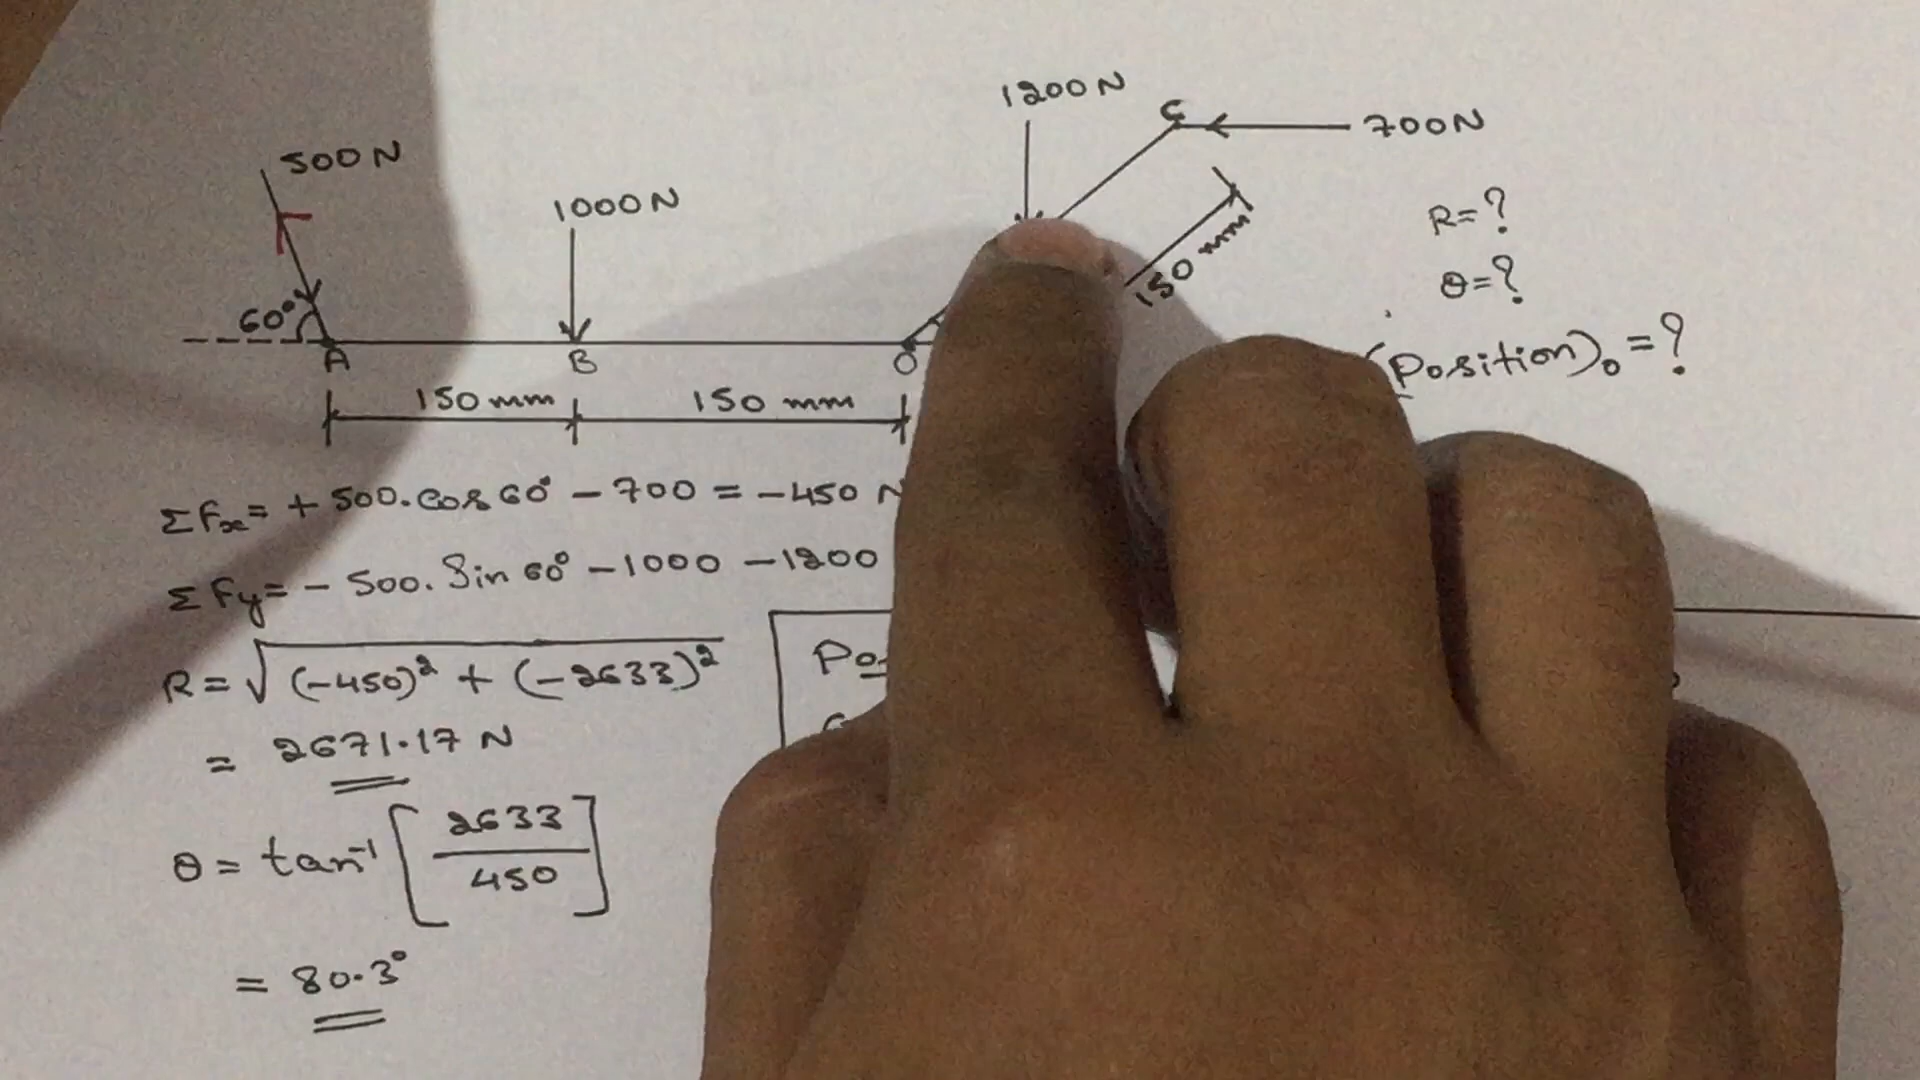 1200 N
C
700 N
500 N
1000 N
150 mm
R = ?
θ = ?
60°
(Position)₀ = ?
A
B
O
150 mm
150 mm
ΣFx = + 500. cos 60° - 700 = - 450 N
ΣFy = - 500. Sin 60° - 1000 - 1200
R = √(-450)² + (-2633)²
= 2671.17 N
θ = tan⁻¹ [ 2633 / 450 ]
= 80.3°